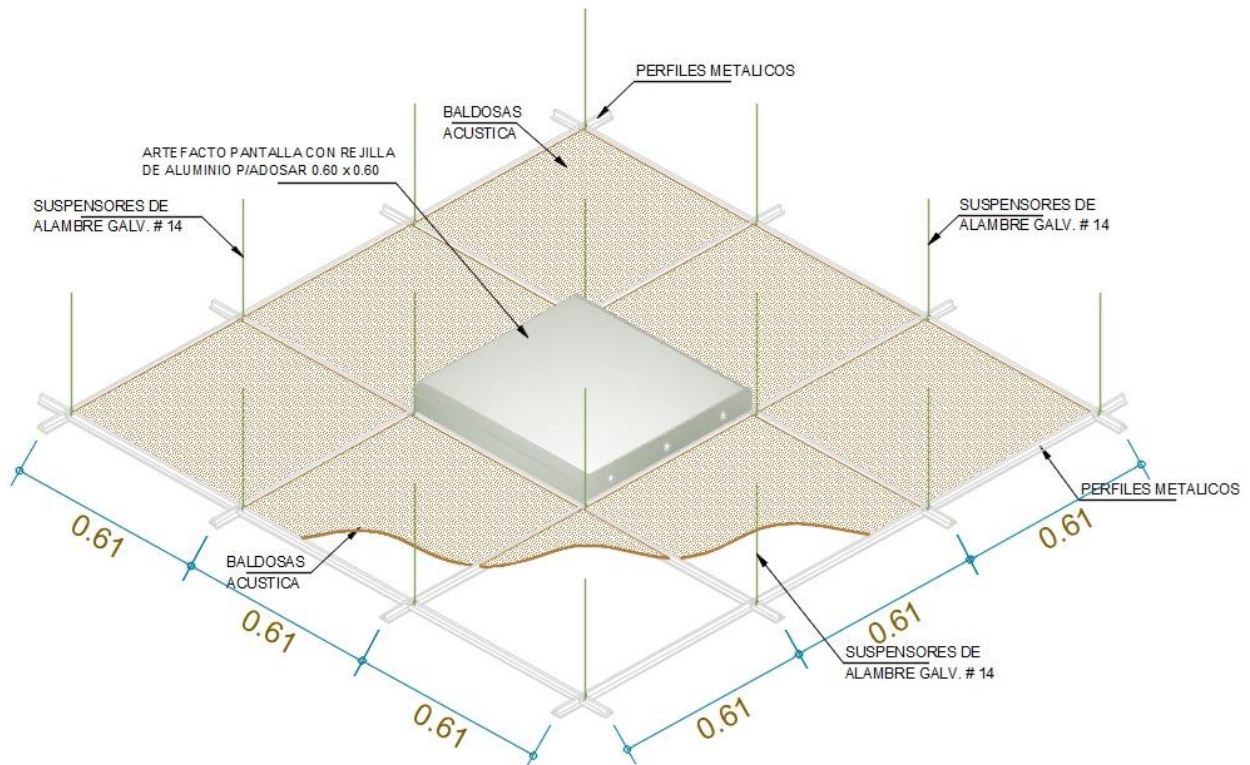 PERFILES METALICOS
BALDOSAS
ACUSTICA
ARTEFACTO PANTALLA CON REJILLA
DE ALUMINIO P/ADOSAR 0.60 x 0.60
SUSPENSORES DE
ALAMBRE GALV. # 14
SUSPENSORES DE
ALAMBRE GALV. # 14
PERFILES METALICOS
0.61
0.61
BALDOSAS
ACUSTICA
0.61
0.61
0.61
SUSPENSORES DE
ALAMBRE GALV. # 14
0.61